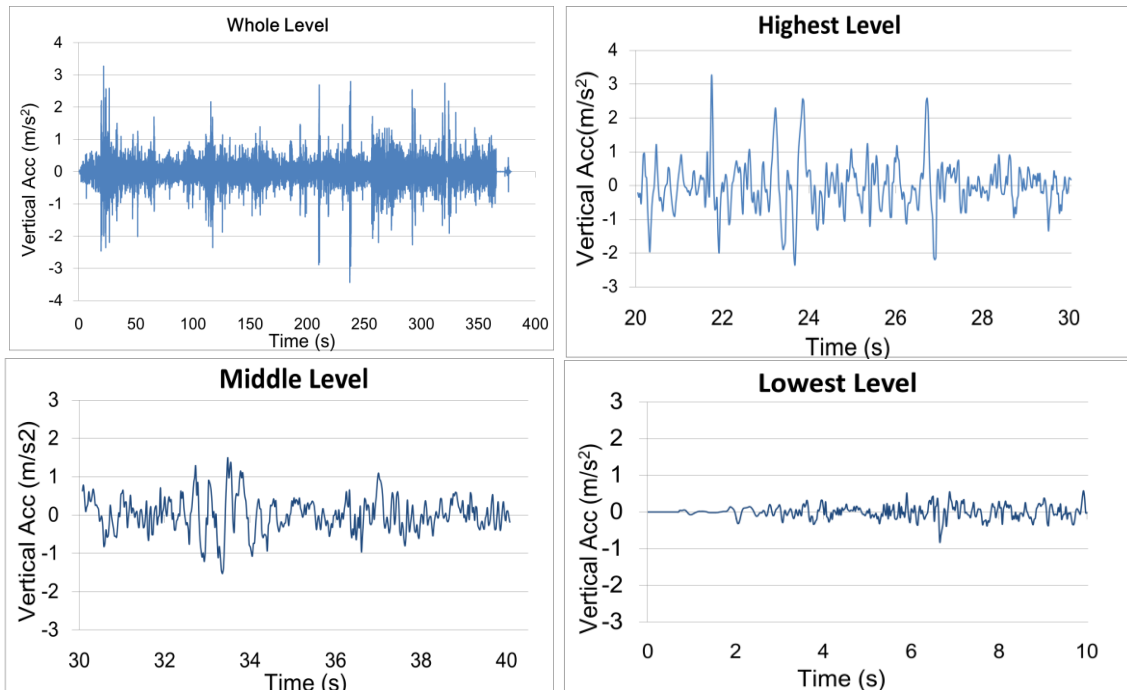 Whole Level
Vertical Acc (m/s²)
4
3
2
1
0
-1
-2
-3
-4
0 50 100 150 200 250 300 350 400
Time (s)
Highest Level
Vertical Acc(m/s²)
4
3
2
1
0
-1
-2
-3
20 22 24 26 28 30
Time (s)
Middle Level
Vertical Acc (m/s2)
3
2
1
0
-1
-2
-3
30 32 34 36 38 40
Time (s)
Lowest Level
Vertical Acc (m/s²)
3
2
1
0
-1
-2
-3
0 2 4 6 8 10
Time (s)